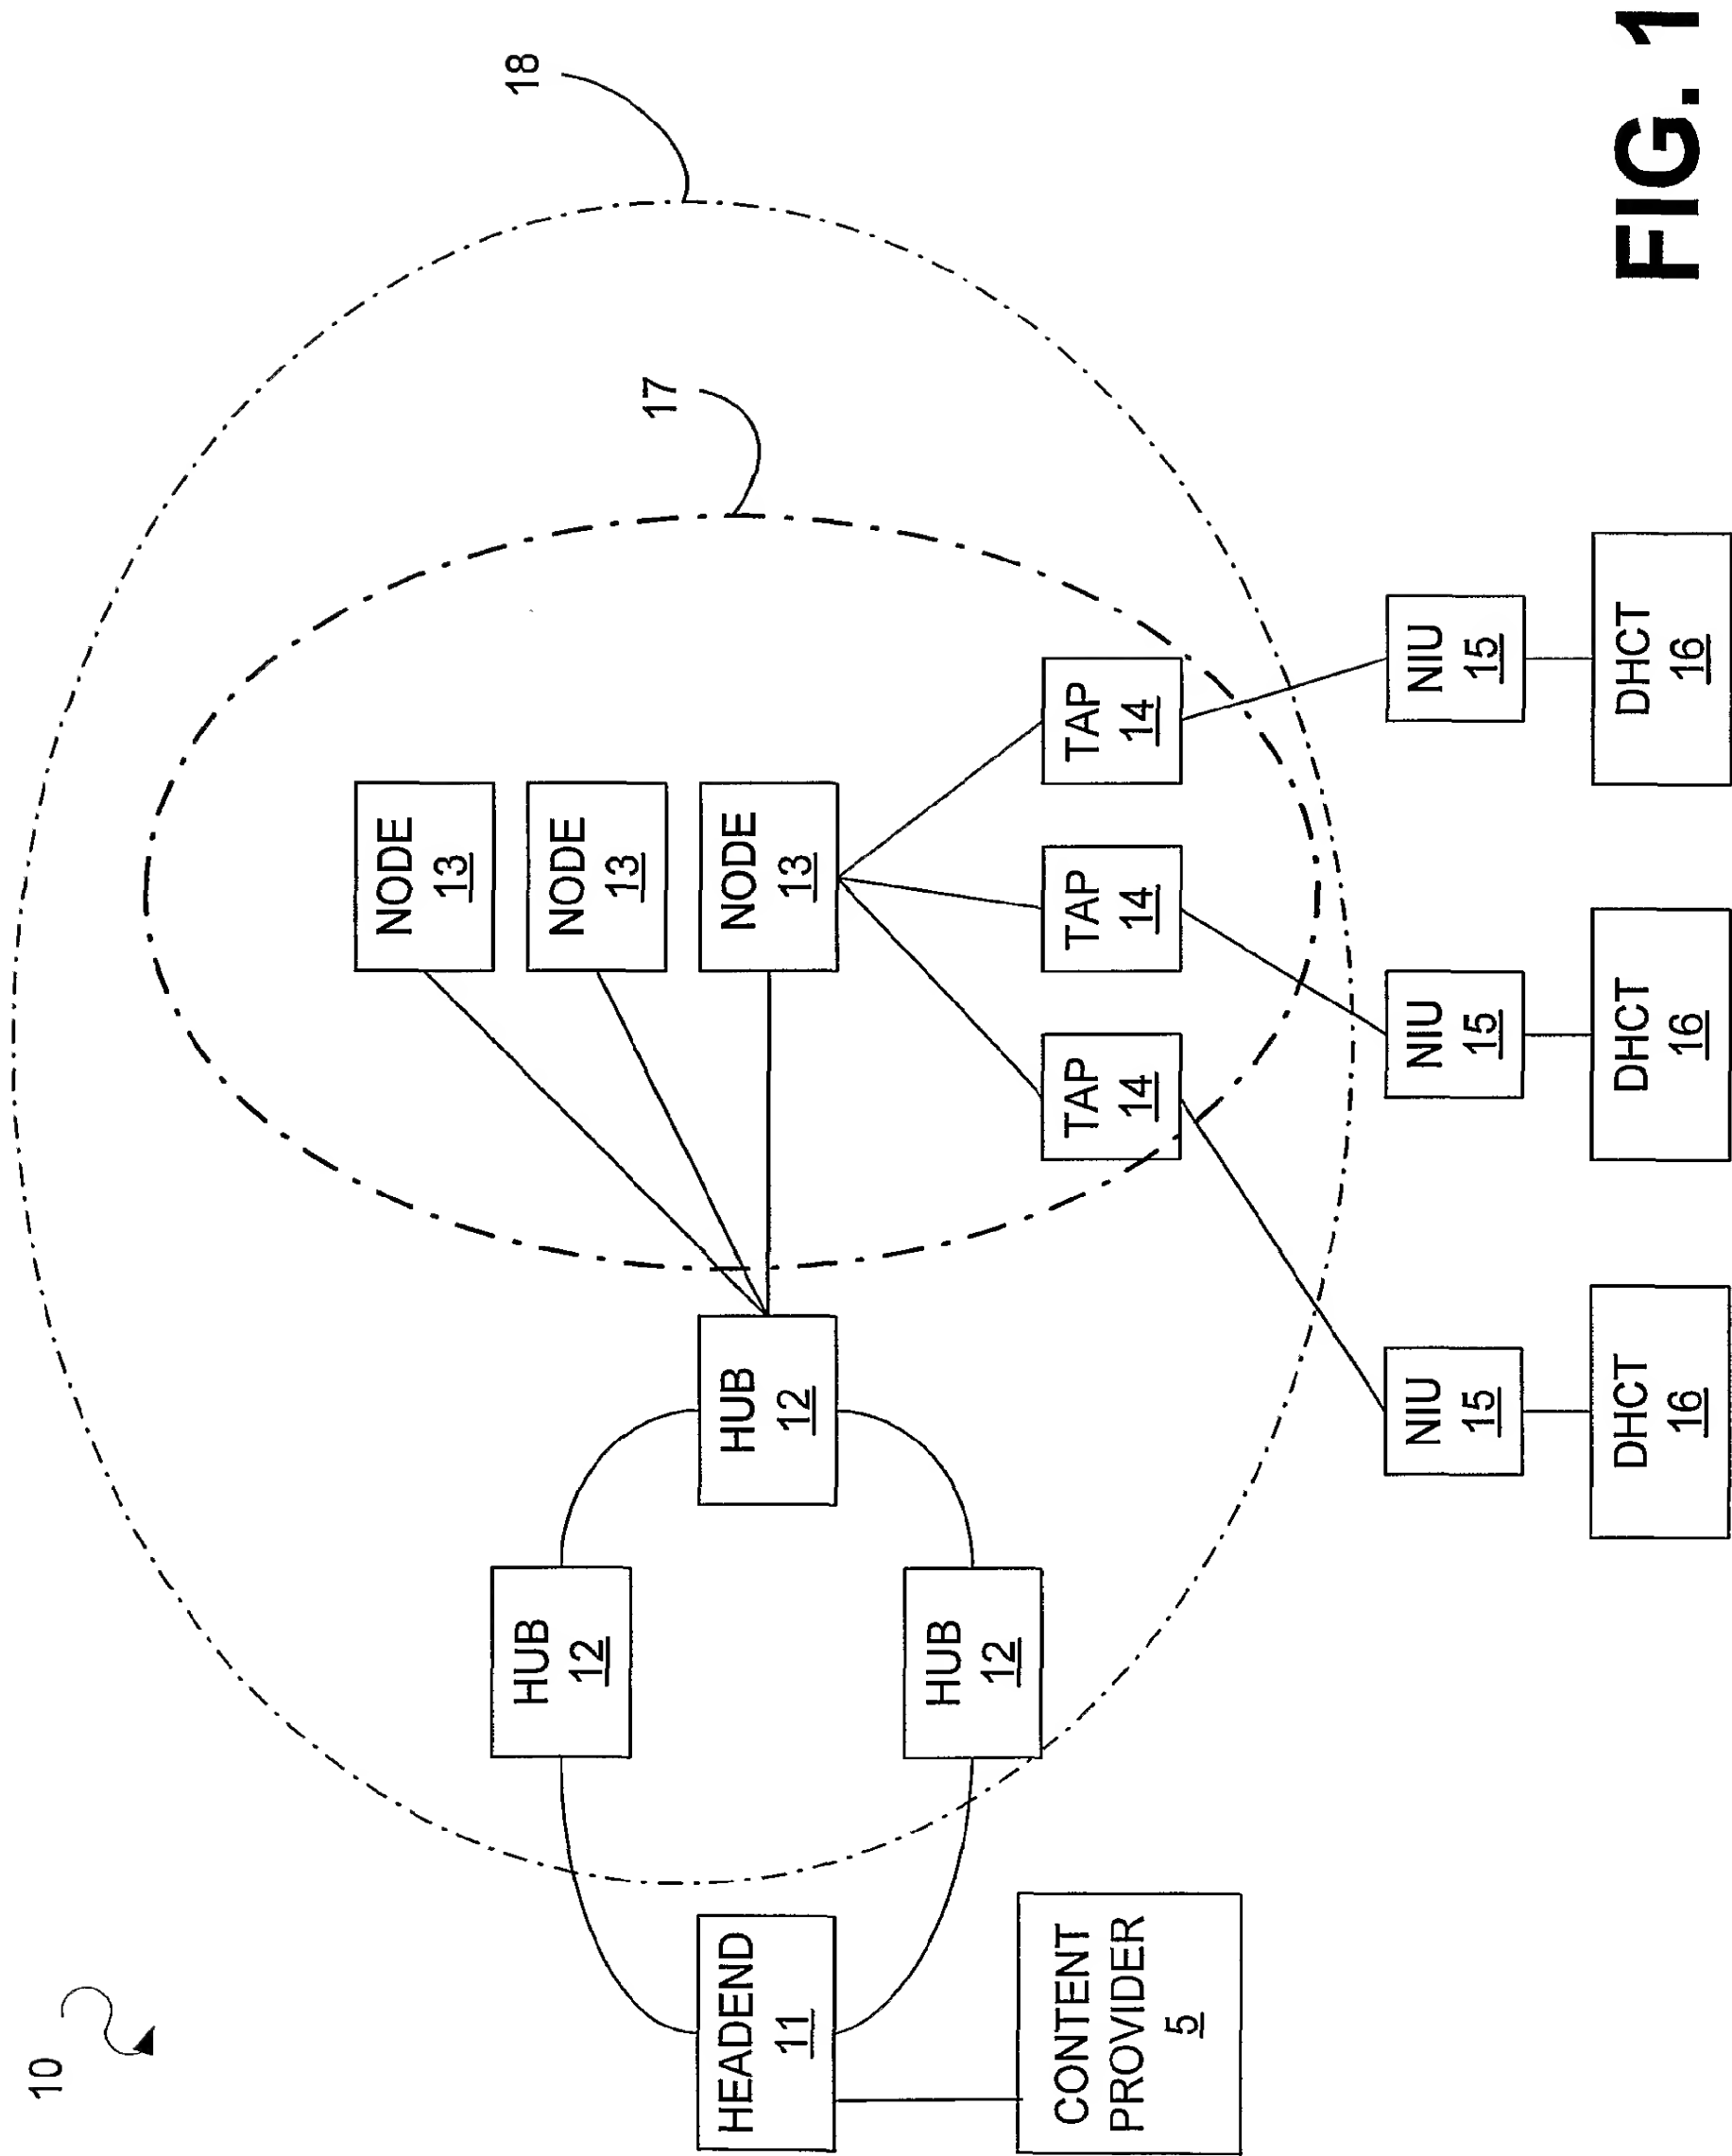 10
18
17
HEADEND
11
CONTENT
PROVIDER
5
HUB
12
HUB
12
HUB
12
NODE
13
NODE
13
NODE
13
TAP
14
TAP
14
TAP
14
NIU
15
NIU
15
NIU
15
DHCT
16
DHCT
16
DHCT
16
FIG. 1